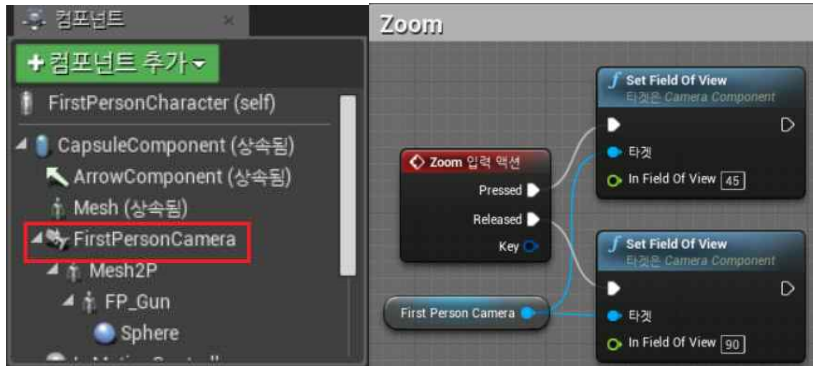 컴포넌트
+컴포넌트 추가
FirstPersonCharacter (self)
CapsuleComponent (상속됨)
ArrowComponent (상속됨)
Mesh (상속됨)
FirstPersonCamera
Mesh2P
FP_Gun
Sphere
Zoom
Zoom 입력 액션
Pressed
Released
Key
First Person Camera
f Set Field Of View
타겟은 Camera Component
타겟
In Field Of View 45
f Set Field Of View
타겟은 Camera Component
타겟
In Field Of View 90